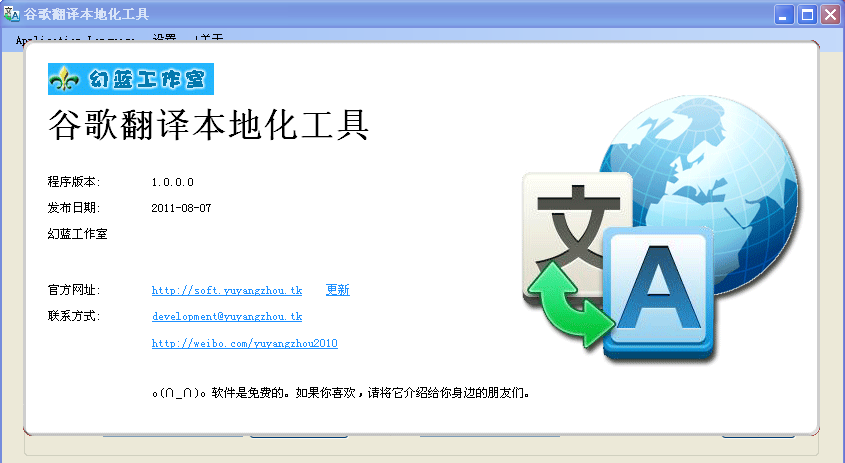 谷歌翻译本地化工具
设置
幻蓝工作室
谷歌翻译本地化工具
程序版本: 1.0.0.0
发布日期: 2011-08-07
幻蓝工作室
文
A
官方网址: http://soft.yuyangzhou.tk 更新
联系方式: development@yuyangzhou.tk
http://weibo.com/yuyangzhou2010
o(∩_∩)o 软件是免费的。如果你喜欢，请将它介绍给你身边的朋友们。